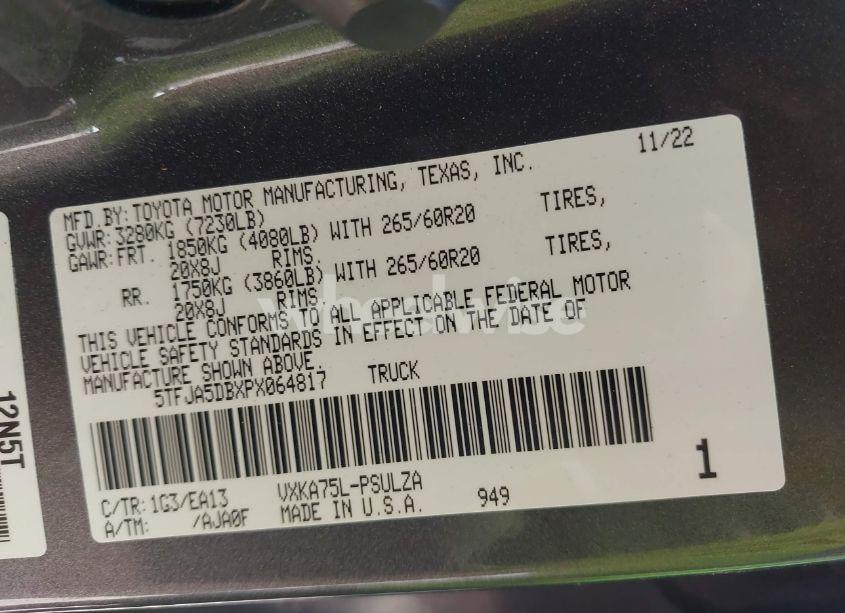 11/22
MFD.BY: TOYOTA MOTOR MANUFACTURING, TEXAS, INC.
GVWR: 3280KG (7230LB)
GAWR: FRT. 1850KG (4080LB) WITH 265/60R20 TIRES,
20X8J RIMS.
RR. 1750KG (3860LB) WITH 265/60R20 TIRES,
20X8J RIMS.
THIS VEHICLE CONFORMS TO ALL APPLICABLE FEDERAL MOTOR
VEHICLE SAFETY STANDARDS IN EFFECT ON THE DATE OF
MANUFACTURE SHOWN ABOVE.
5TFJA5DBXPX064817 TRUCK
1
C/TR: 1G3/EA13 VXKA75L-PSULZA
A/TM: /AJA0F MADE IN U.S.A. 949
12N5T
wheelwise